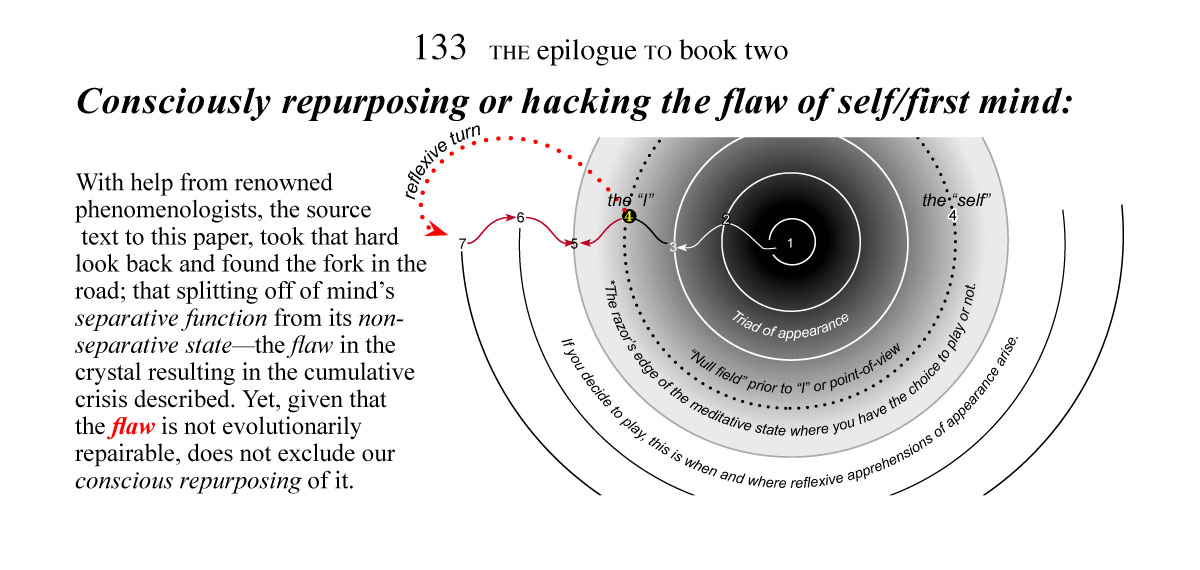 133 THE epilogue TO book two
Consciously repurposing or hacking the flaw of self/first mind:
reflexive turn
With help from renowned
phenomenologists, the source
text to this paper, took that hard
look back and found the fork in the
road; that splitting off of mind's
separative function from its non-
separative state—the flaw in the
crystal resulting in the cumulative
crisis described. Yet, given that
the flaw is not evolutionarily
repairable, does not exclude our
conscious repurposing of it.
the “I”
the “self”
7
6
5
4
3
2
1
4
Triad of appearance
“Null field” prior to “I” or point-of-view
*The razor's edge of the meditative state where you have the choice to play or not.
If you decide to play, this is when and where reflexive apprehensions of appearance arise.